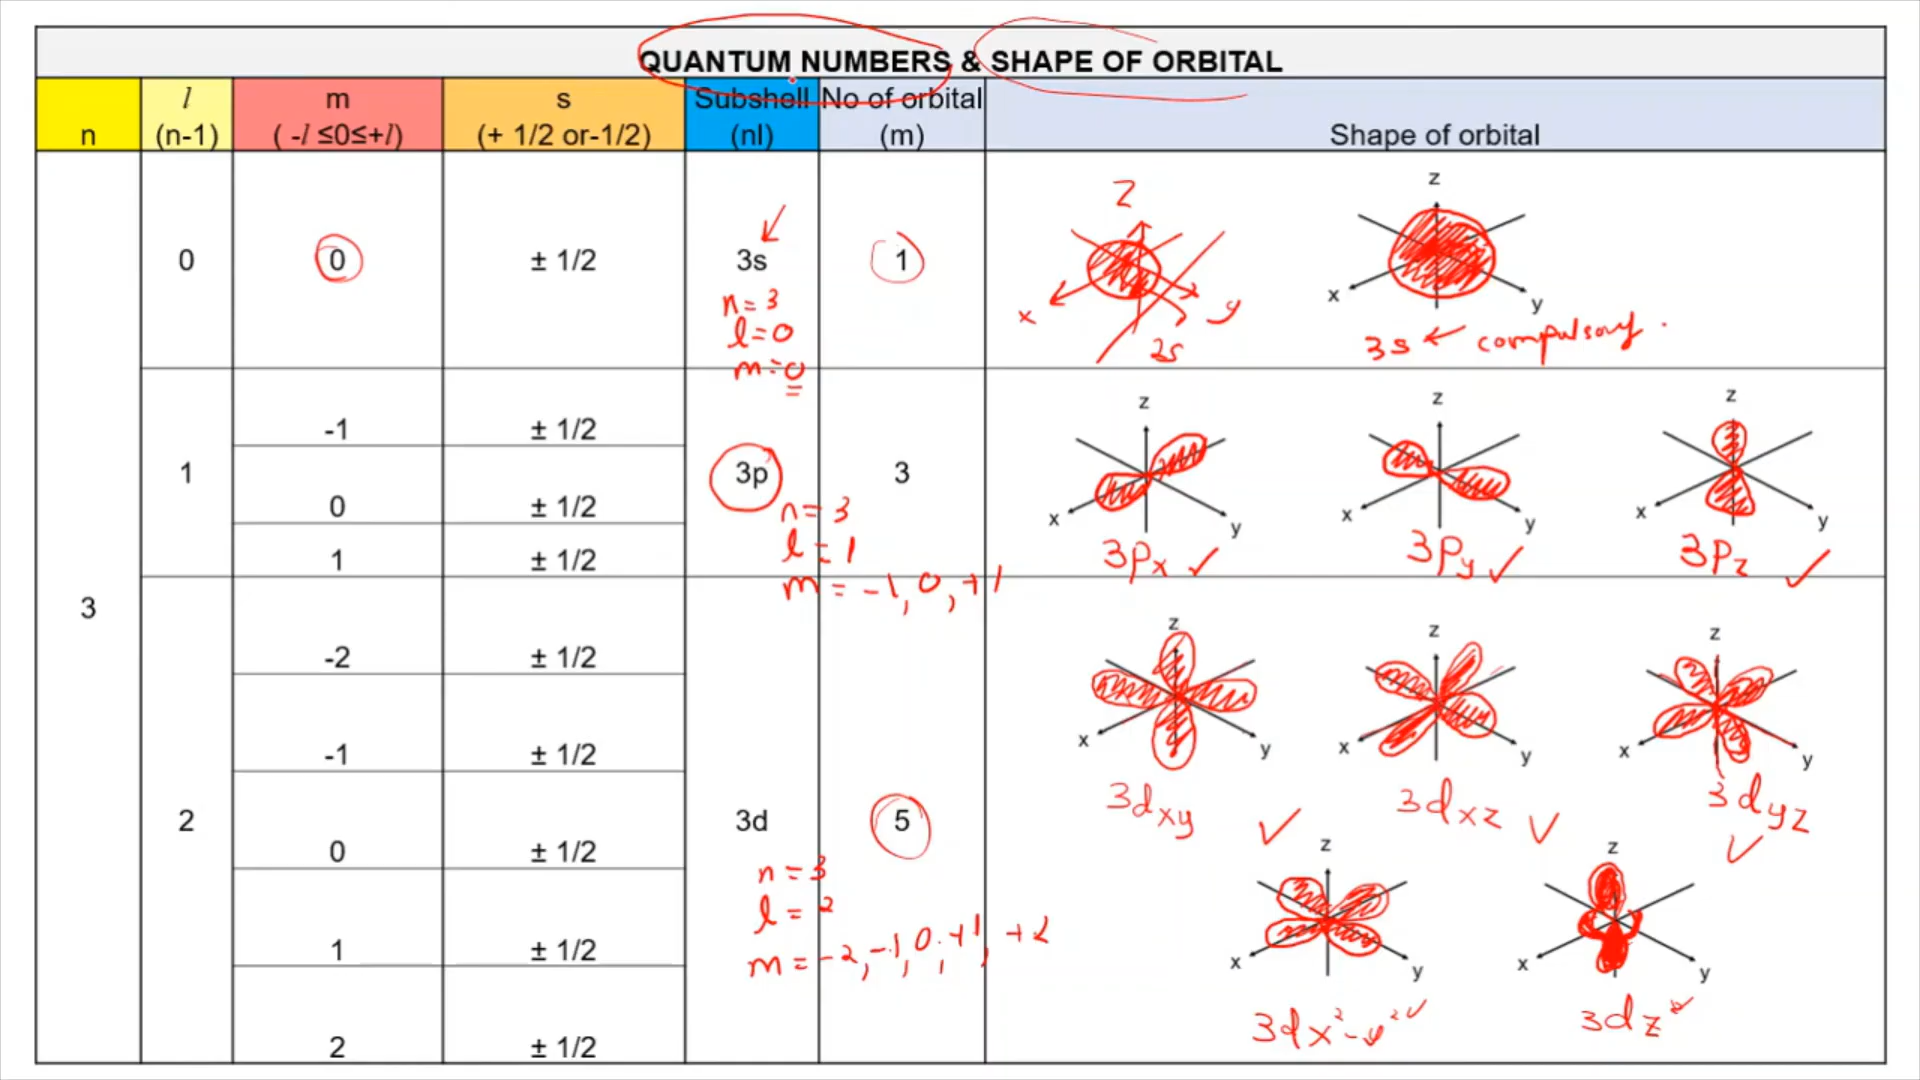 QUANTUM NUMBERS & SHAPE OF ORBITAL
n
l
(n-1)
m
( -l ≤0≤+l)
s
(+ 1/2 or-1/2)
Subshell
(nl)
No of orbital
(m)
Shape of orbital
3
0
0
± 1/2
3s
n=3
l=0
m=0
1
z
x
y
2s
z
x
y
3s ← compulsory.
1
-1
± 1/2
0
± 1/2
1
± 1/2
3p
n=3
l=1
m=-1,0,+1
3
z
x
y
3px ✓
z
x
y
3py ✓
z
x
y
3pz ✓
2
-2
± 1/2
-1
± 1/2
0
± 1/2
1
± 1/2
2
± 1/2
3d
n=3
l=2
m=-2,-1,0,+1,+2
5
z
x
y
3dxy ✓
z
x
y
3dxz ✓
z
x
y
3dyz ✓
z
x
y
3dx²-y² ✓
z
x
y
3dz²